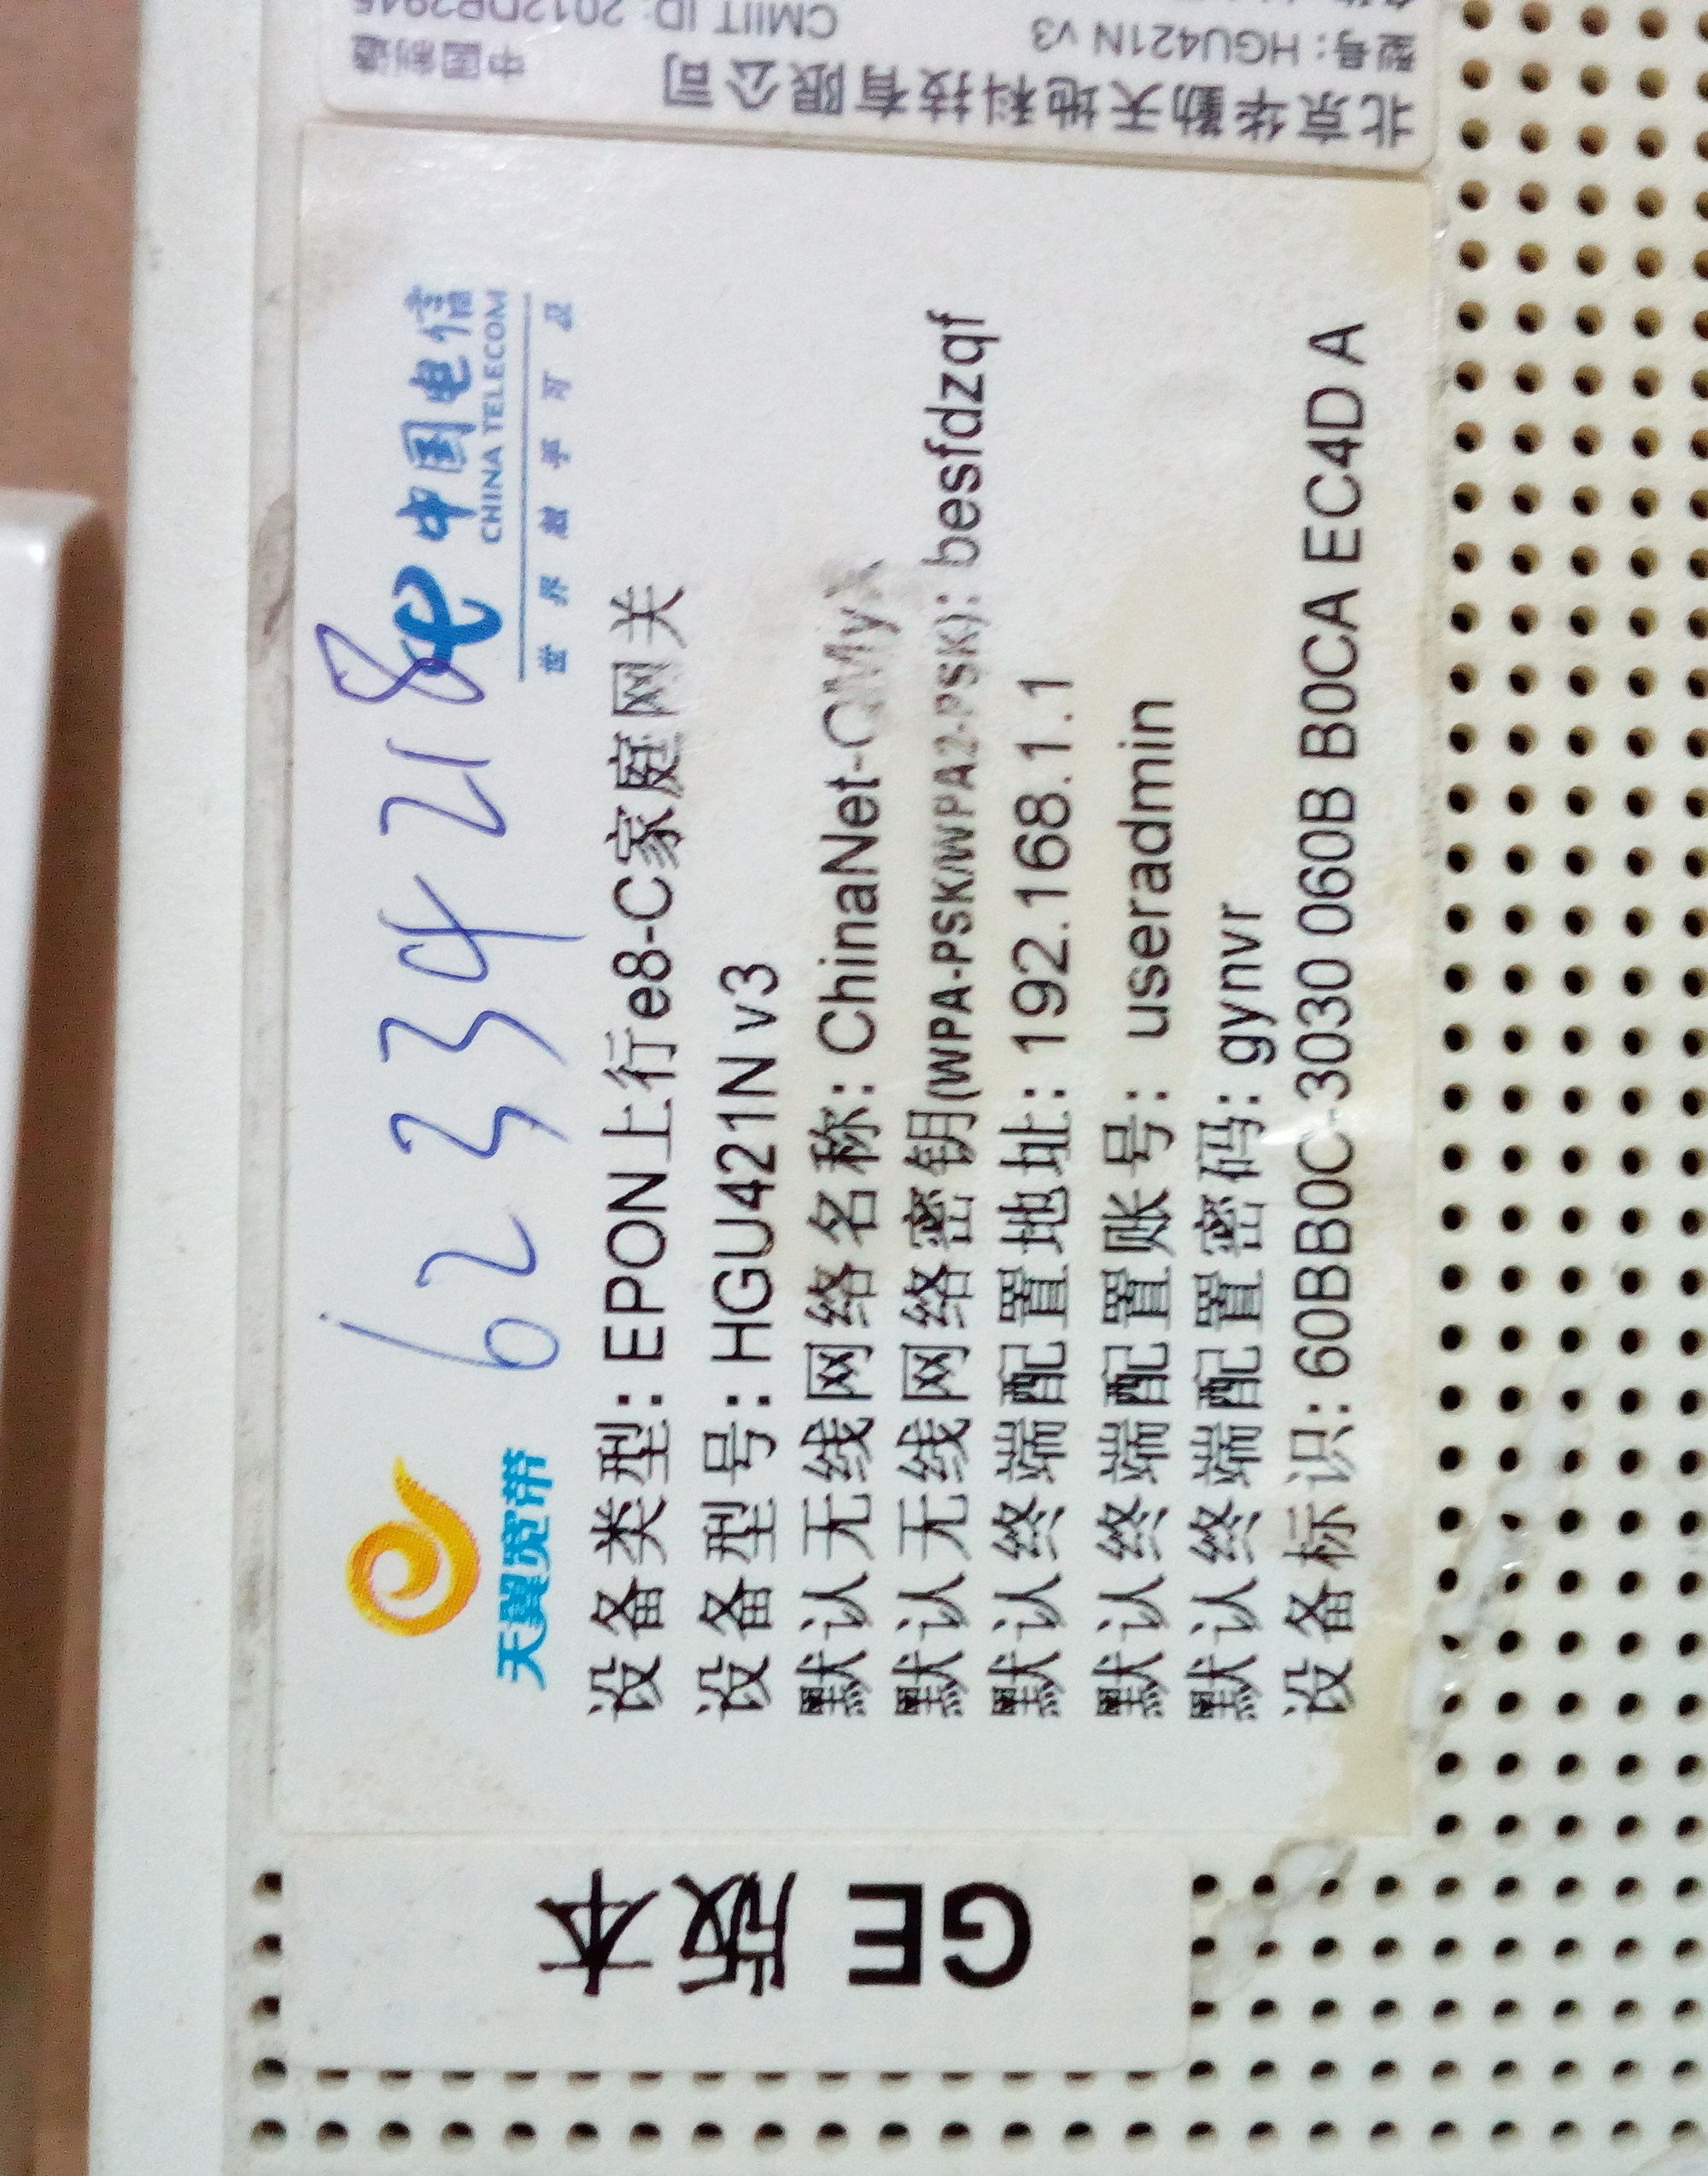 天翼宽带
62334218
中国电信
CHINA TELECOM
世界触手可及
设备类型：EPON上行e8-C家庭网关
设备型号：HGU421N v3
默认无线网络名称：ChinaNet-
默认无线网络密钥(WPA-PSK/WPA2-PSK)：besfdzqf
默认终端配置地址：192.168.1.1
默认终端配置账号：useradmin
默认终端配置密码：gynvr
设备标识：60BB0C-3030 060B B0CA EC4D A
GE 版本
北京华勤天地科技有限公司
型号：HGU421N v3
中国制造
CMIIT ID: 2012DP2945